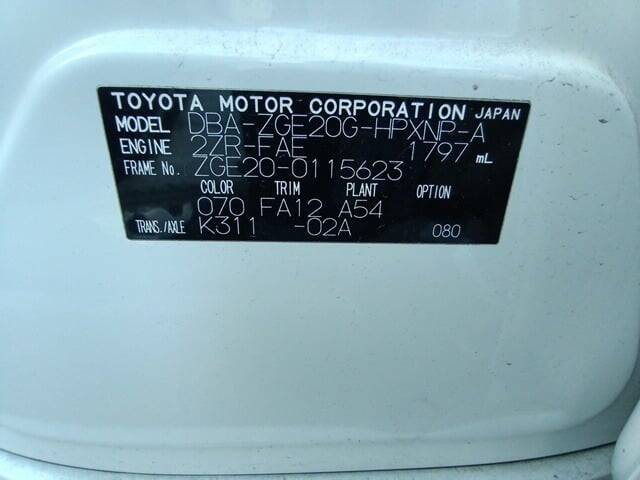 TOYOTA MOTOR CORPORATION JAPAN
MODEL DBA-ZGE20G-HPXNP-A
ENGINE 2ZR-FAE 1797 mL
FRAME No. ZGE20-0115623
COLOR TRIM PLANT OPTION
070 FA12 A54
TRANS./AXLE K311 -02A 080